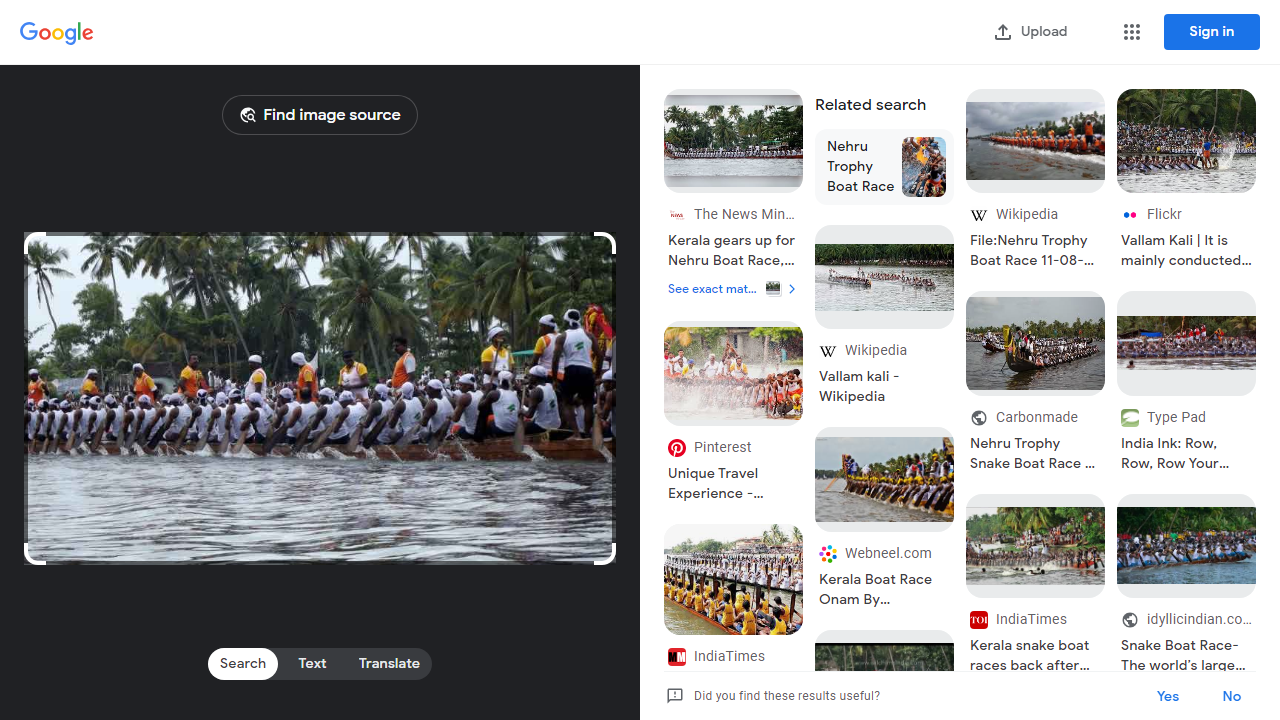 Google
Upload
Sign in
Find image source
Search
Text
Translate
The News Min...
Kerala gears up for
Nehru Boat Race,...
See exact mat...
Pinterest
Unique Travel
Experience -...
IndiaTimes
Related search
Nehru
Trophy
Boat Race
Wikipedia
Vallam kali -
Wikipedia
Webneel.com
Kerala Boat Race
Onam By...
Wikipedia
File:Nehru Trophy
Boat Race 11-08-...
Carbonmade
Nehru Trophy
Snake Boat Race ...
TOI
IndiaTimes
Kerala snake boat
races back after...
Flickr
Vallam Kali | It is
mainly conducted...
Type Pad
India Ink: Row,
Row, Row Your...
idyllicindian.co...
Snake Boat Race-
The world's large...
Did you find these results useful?
Yes
No